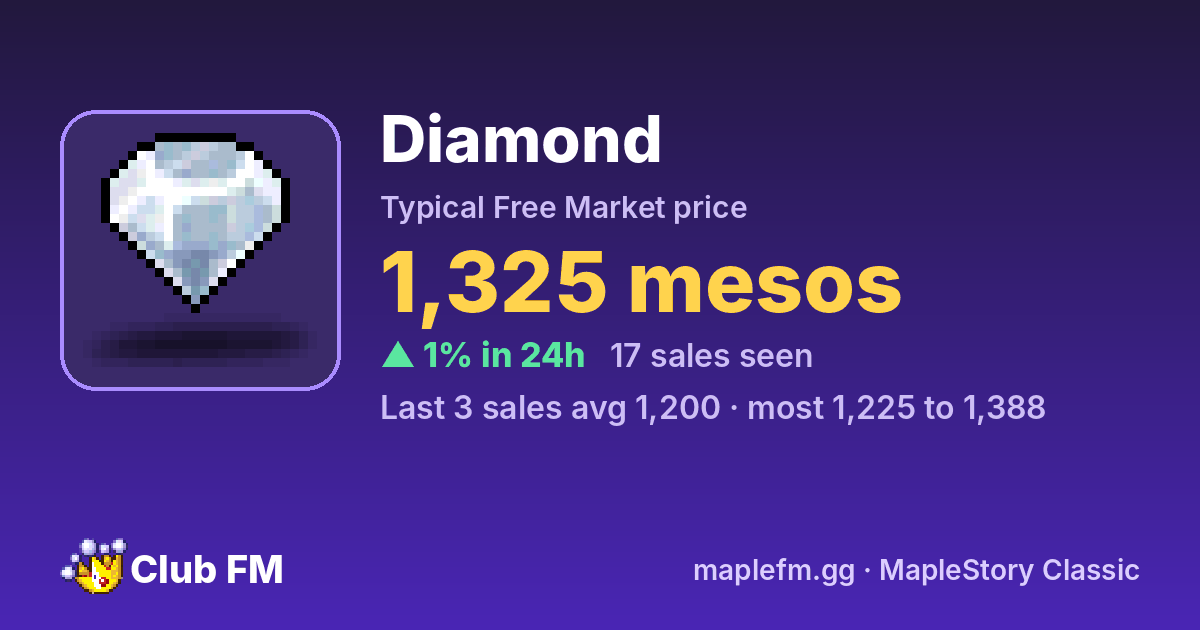 Diamond
Typical Free Market price
1,325 mesos
▲ 1% in 24h 17 sales seen
Last 3 sales avg 1,200 · most 1,225 to 1,388
Club FM
maplefm.gg · MapleStory Classic